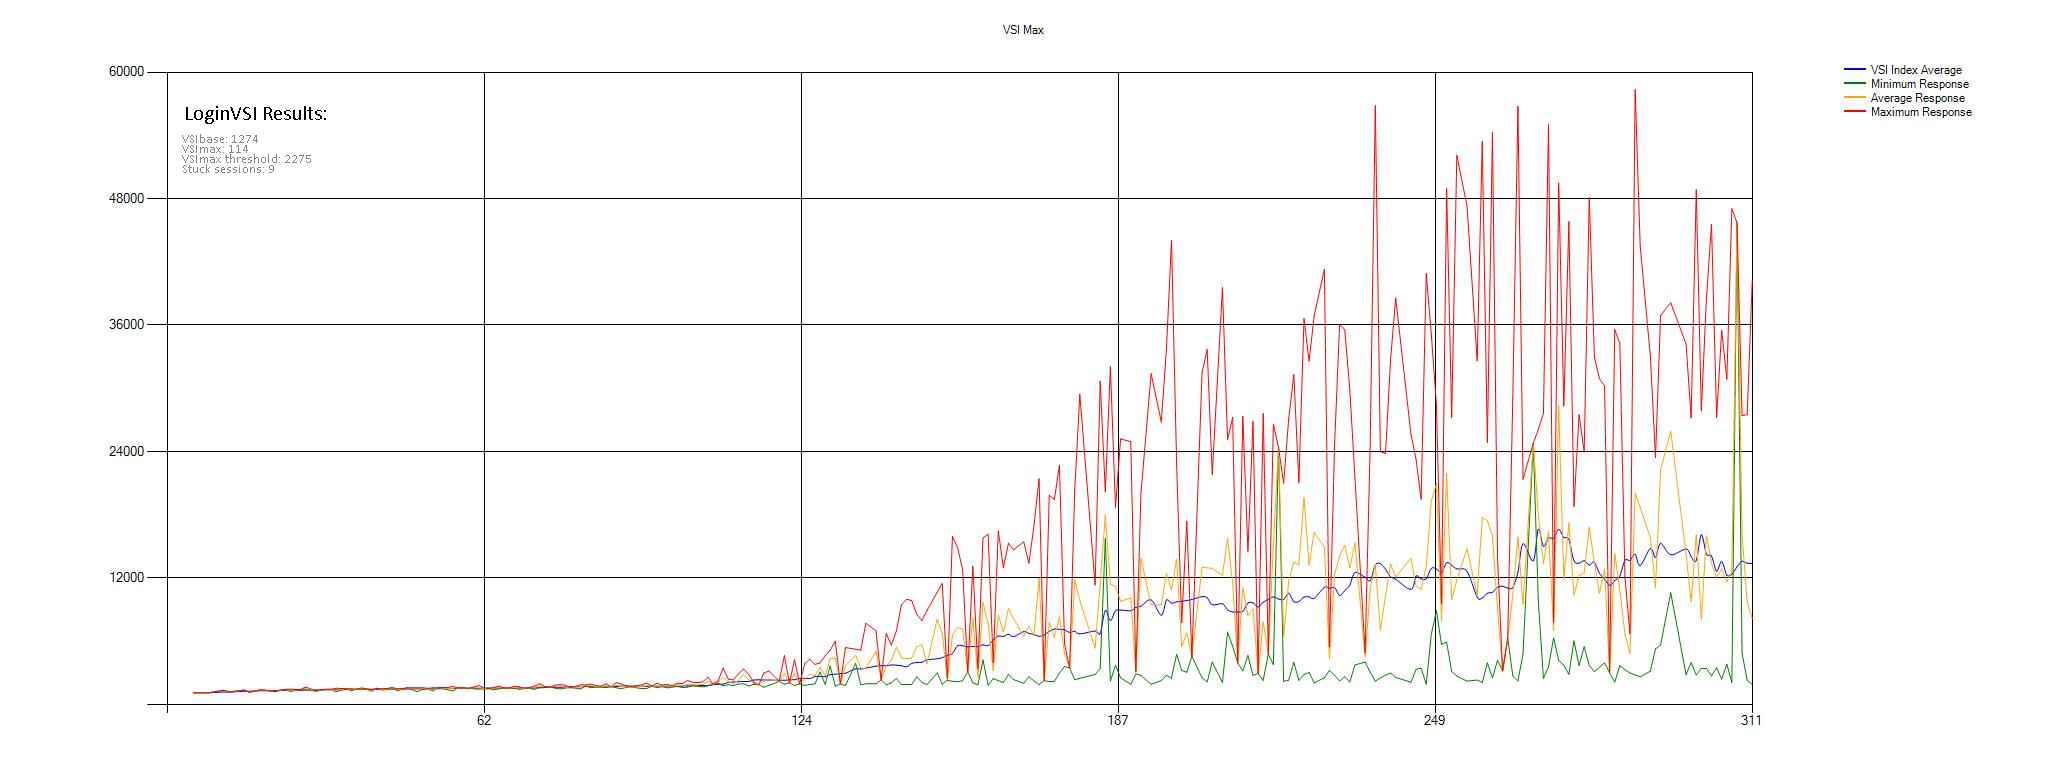 VSI Max
60000
48000
36000
24000
12000
LoginVSI Results:
VSIbase: 1274
VSImax: 114
VSImax threshold: 2275
Stuck sessions: 9
VSI Index Average
Minimum Response
Average Response
Maximum Response
62
124
187
249
311